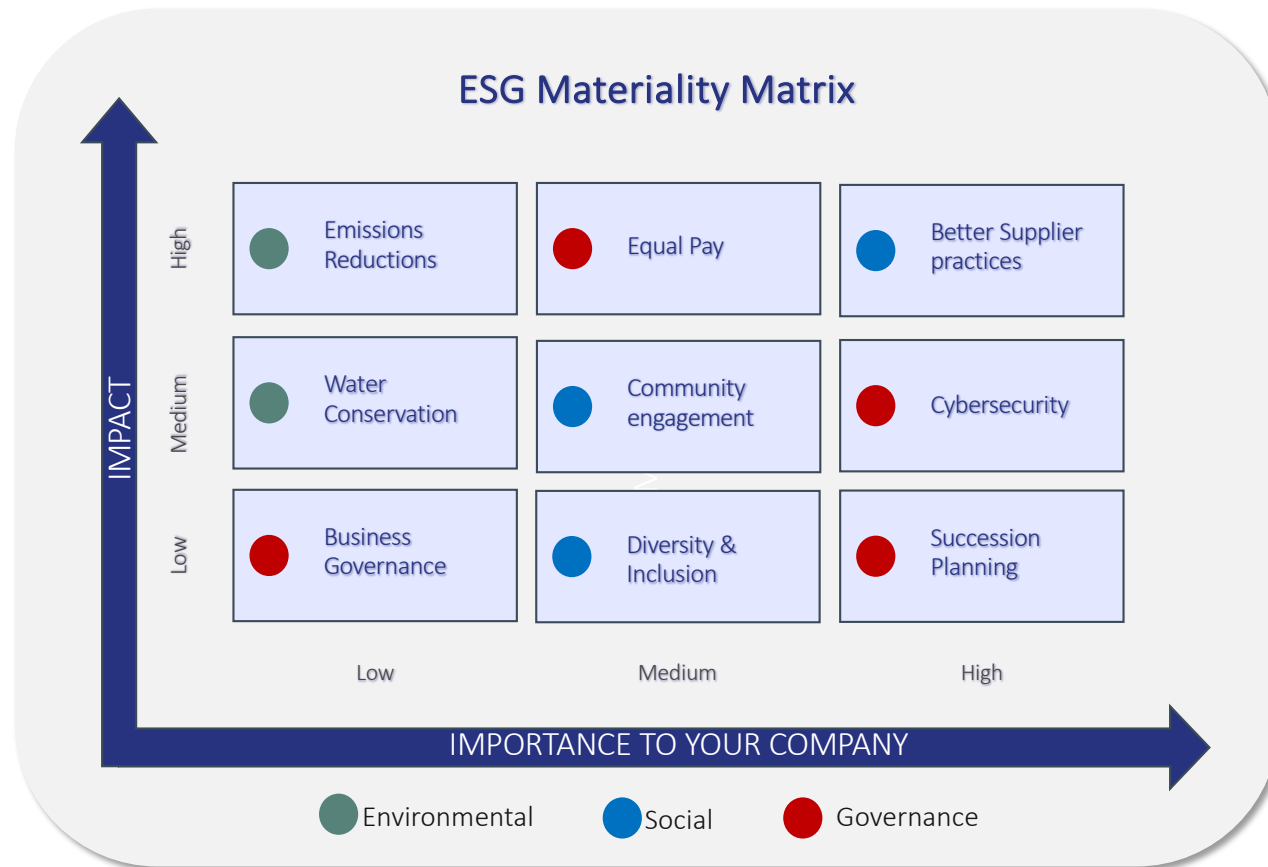 ESG Materiality Matrix
IMPACT
High
Emissions
Reductions
Equal Pay
Better Supplier
practices
Medium
Water
Conservation
Community
engagement
Cybersecurity
Low
Business
Governance
Diversity &
Inclusion
Succession
Planning
Low
Medium
High
IMPORTANCE TO YOUR COMPANY
Environmental
Social
Governance